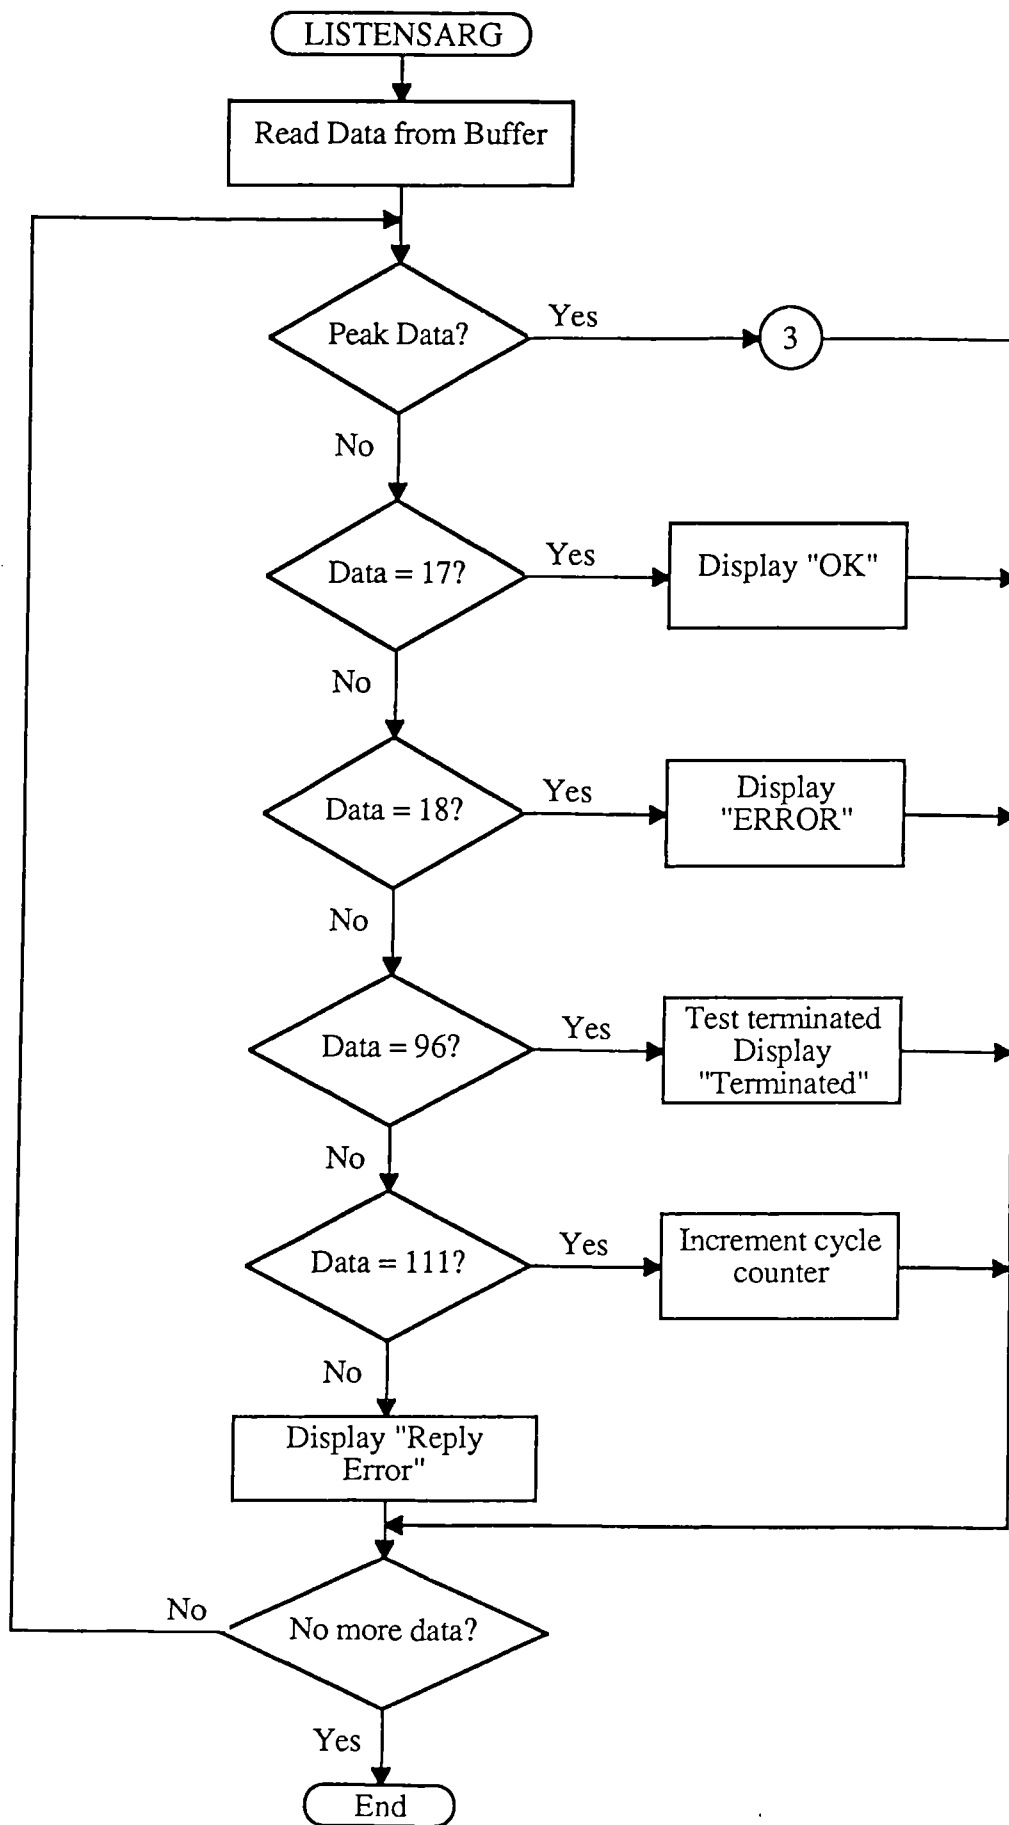 LISTENSARG
Read Data from Buffer
Peak Data?
Yes
3
No
Data = 17?
Yes
Display "OK"
No
Data = 18?
Yes
Display
"ERROR"
No
Data = 96?
Yes
Test terminated
Display
"Terminated"
No
Data = 111?
Yes
Increment cycle
counter
No
Display "Reply
Error"
No more data?
No
Yes
End